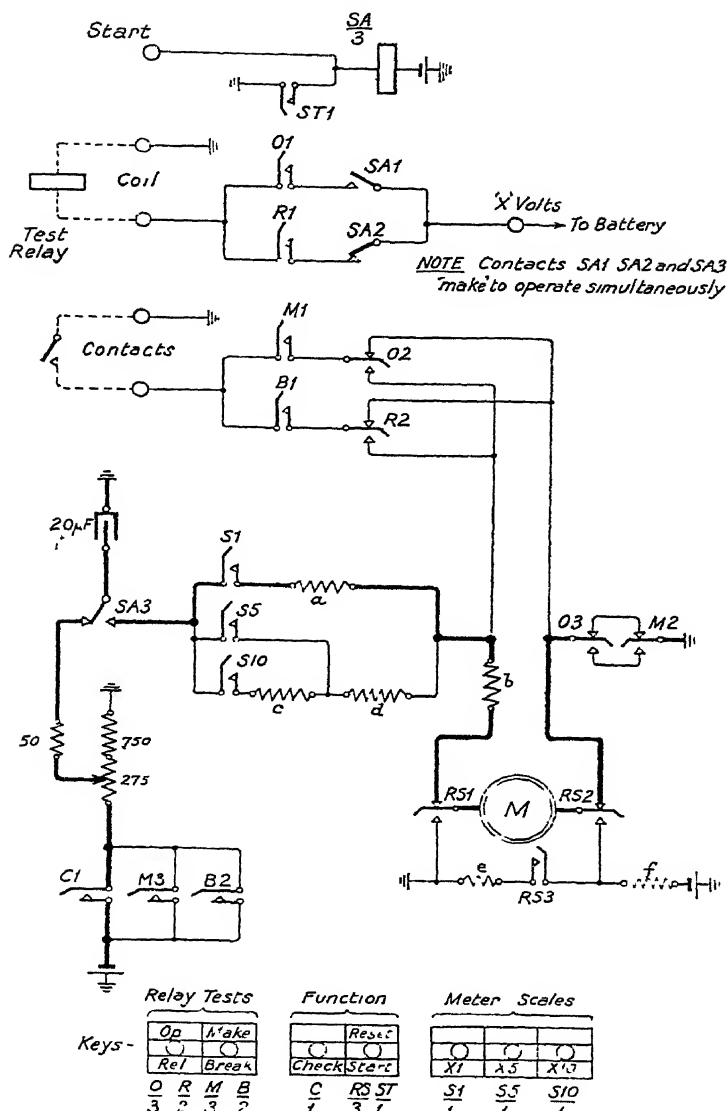 Start
SA
3
ST1
O1
SA1
Coil
'X' Volts
To Battery
R1
SA2
Test
Relay
NOTE Contacts SA1 SA2 and SA3
'make' to operate simultaneously
M1
Contacts
O2
B1
R2
20µF
S1
a
SA3
S5
O3
M2
S10
b
c
d
50
750
275
RS1
M
RS2
e
f
RS3
C1
M3
B2
Relay Tests
Function
Meter Scales
Keys-
Op
Make
Reset
Rel
Break
Check
Start
X1
X5
X10
O
R
M
B
C
RS
ST
S1
S5
S10
3
2
3
2
1
3
1
1
1
1